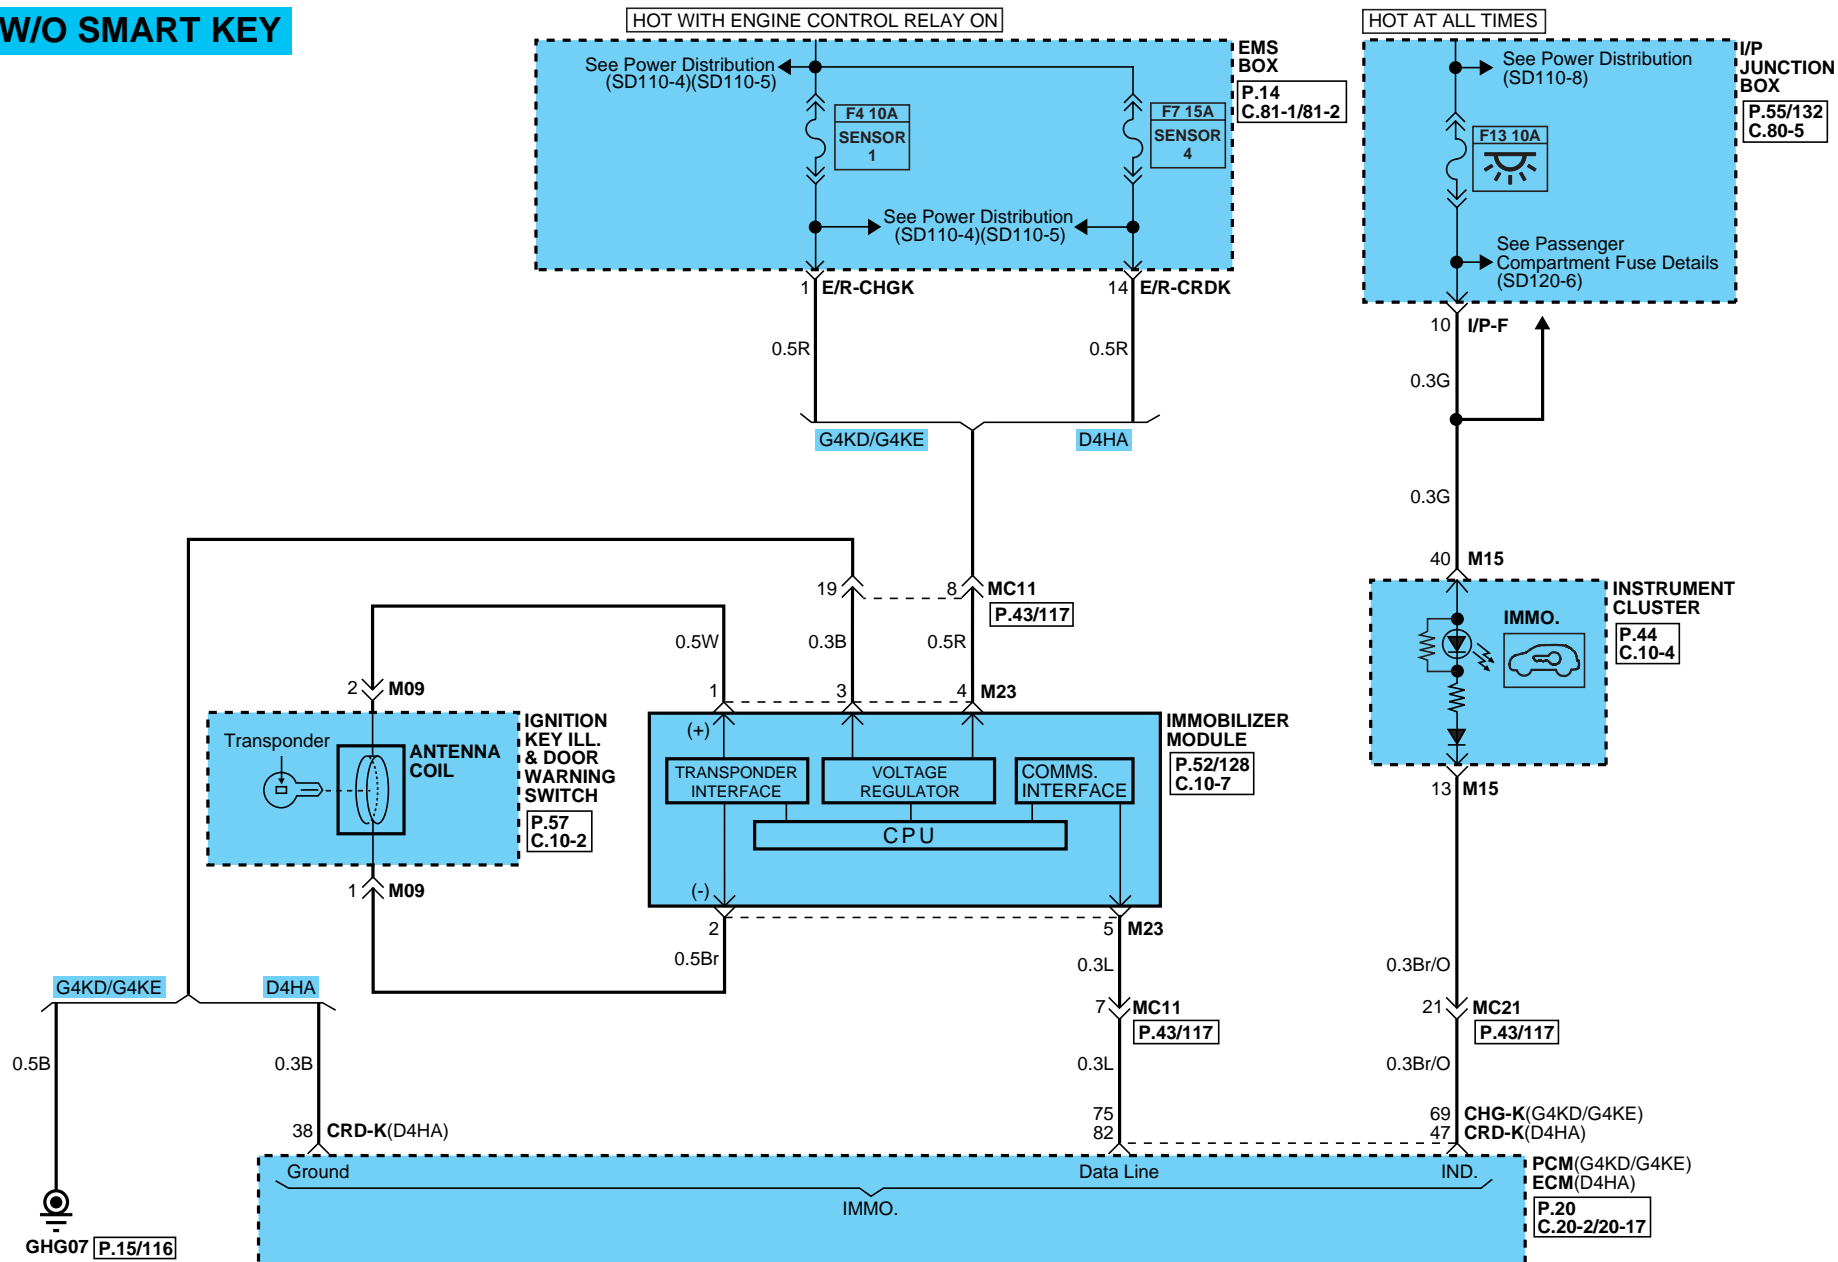 W/O SMART KEY
HOT WITH ENGINE CONTROL RELAY ON
HOT AT ALL TIMES
See Power Distribution
(SD110-4)(SD110-5)
F4 10A
SENSOR
1
F7 15A
SENSOR
4
See Power Distribution
(SD110-4)(SD110-5)
EMS
BOX
P.14
C.81-1/81-2
See Power Distribution
(SD110-8)
F13 10A
See Passenger
Compartment Fuse Details
(SD120-6)
I/P
JUNCTION
BOX
P.55/132
C.80-5
1 E/R-CHGK
14 E/R-CRDK
10 I/P-F
0.5R
0.5R
0.3G
G4KD/G4KE
D4HA
0.3G
40 M15
19
8 MC11
P.43/117
0.5W
0.3B
0.5R
INSTRUMENT
CLUSTER
P.44
C.10-4
IMMO.
2 M09
1
3
4 M23
Transponder
ANTENNA
COIL
IGNITION
KEY ILL.
& DOOR
WARNING
SWITCH
P.57
C.10-2
(+)
TRANSPONDER
INTERFACE
VOLTAGE
REGULATOR
COMMS.
INTERFACE
CPU
(-)
IMMOBILIZER
MODULE
P.52/128
C.10-7
13 M15
1 M09
2
5 M23
0.5Br
0.3L
0.3Br/O
G4KD/G4KE
D4HA
7 MC11
P.43/117
21 MC21
P.43/117
0.5B
0.3B
0.3L
0.3Br/O
38 CRD-K(D4HA)
75
82
69 CHG-K(G4KD/G4KE)
47 CRD-K(D4HA)
Ground
Data Line
IND.
IMMO.
PCM(G4KD/G4KE)
ECM(D4HA)
P.20
C.20-2/20-17
GHG07 P.15/116